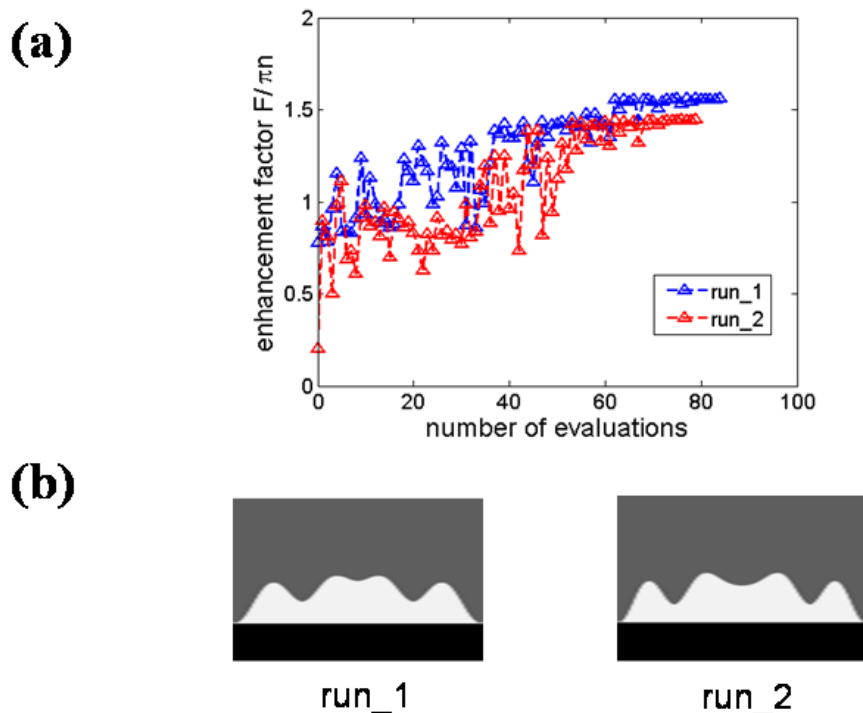 (a)
enhancement factor F/πn
2
1.5
1
0.5
0
0 20 40 60 80 100
number of evaluations
run_1
run_2
(b)
run_1 run_2